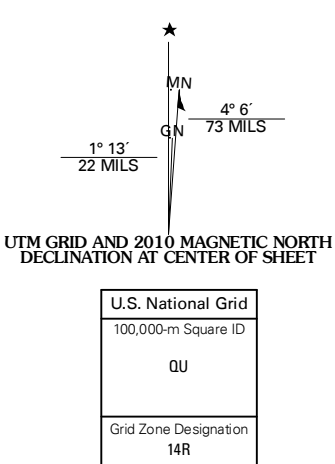 MN
4° 6´
73 MILS
GN
1° 13´
22 MILS
UTM GRID AND 2010 MAGNETIC NORTH
DECLINATION AT CENTER OF SHEET
U.S. National Grid
100,000-m Square ID
QU
Grid Zone Designation
14R